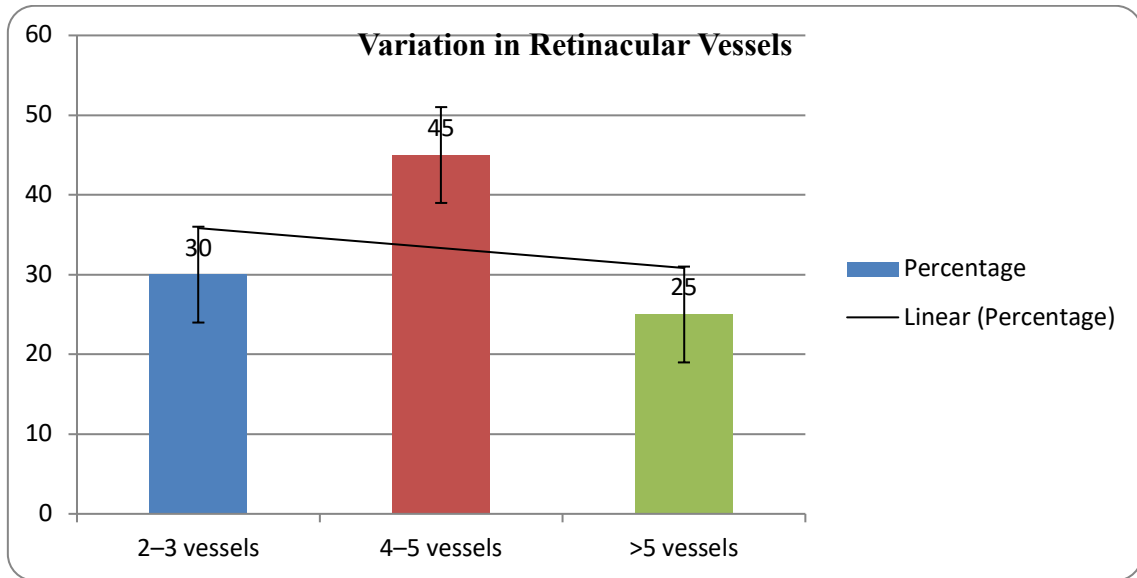 Variation in Retinacular Vessels
60
50
40
30
20
10
0
30
45
25
2–3 vessels
4–5 vessels
>5 vessels
Percentage
Linear (Percentage)